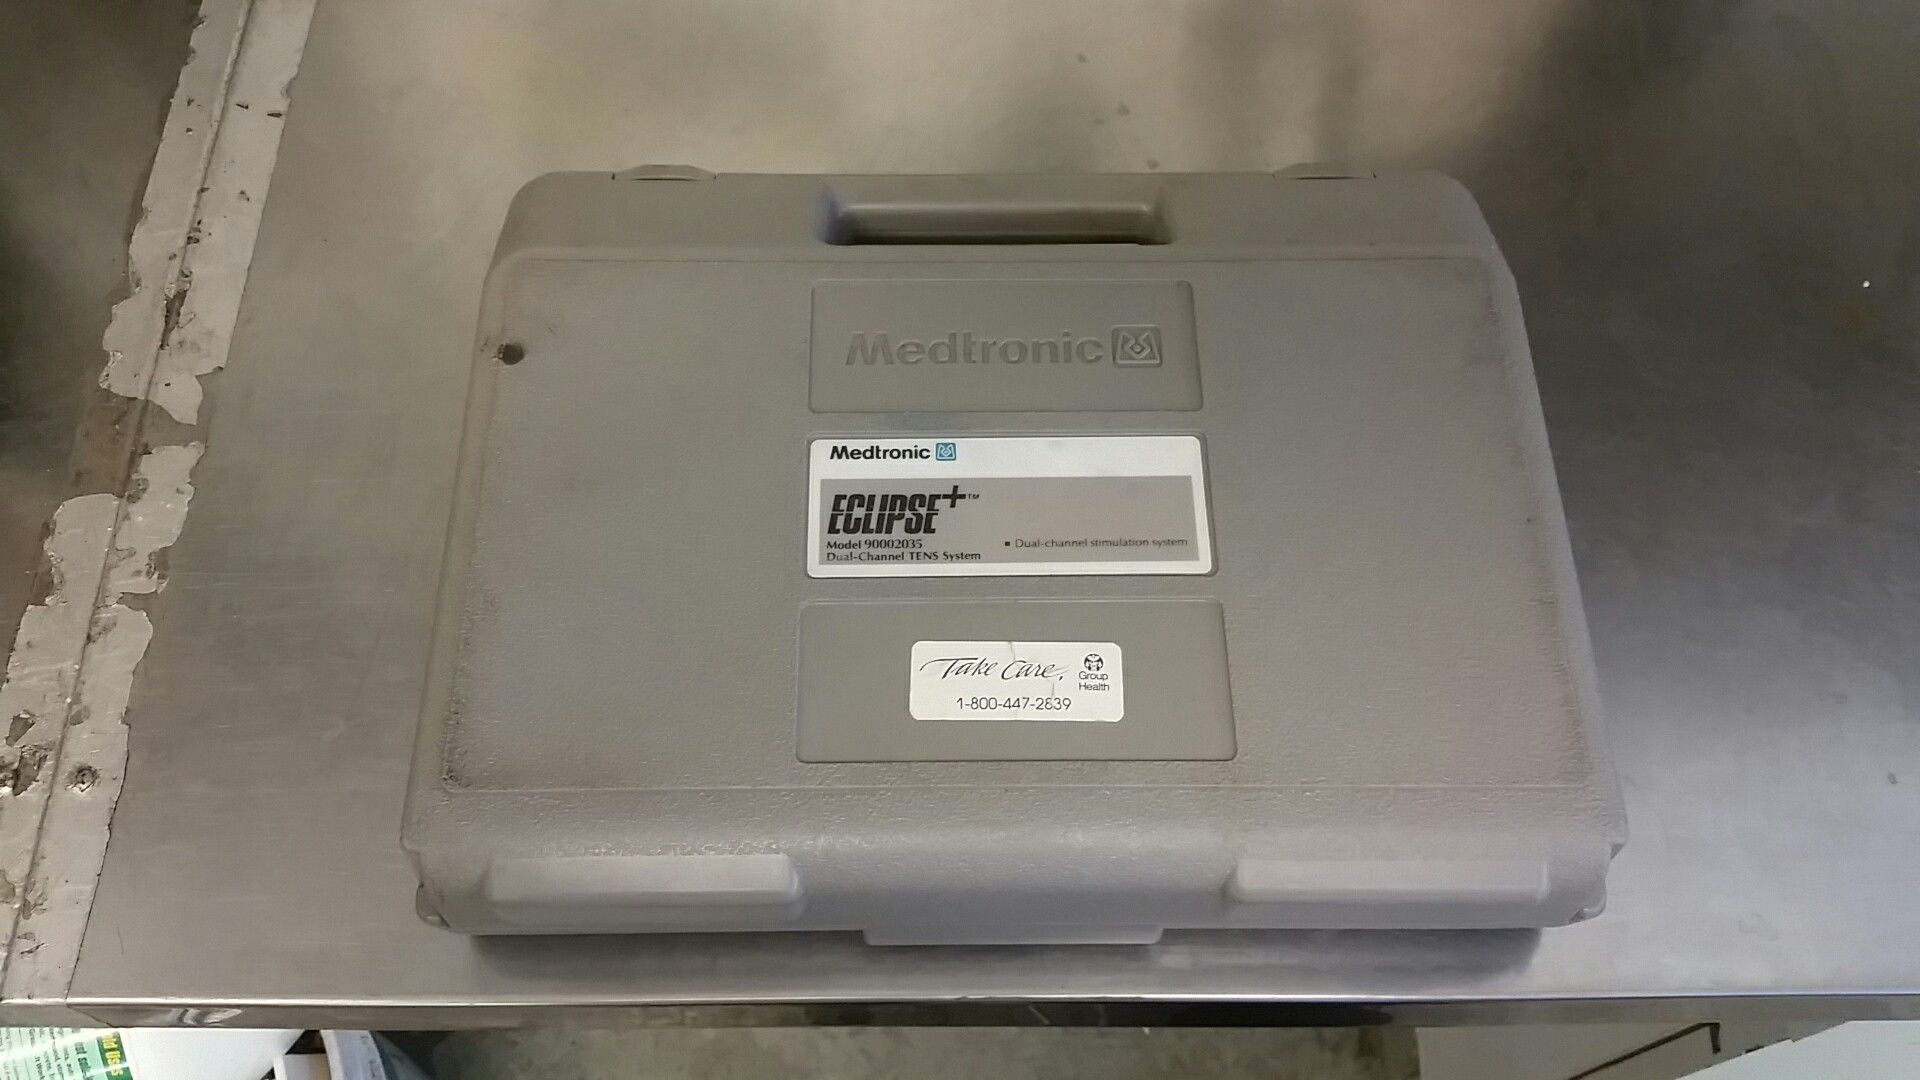 Medtronic
Medtronic
ECLIPSE+™
Model 90002035
Dual-Channel TENS System
▪ Dual-channel stimulation system
Take Care,
Group
Health
1-800-447-2839